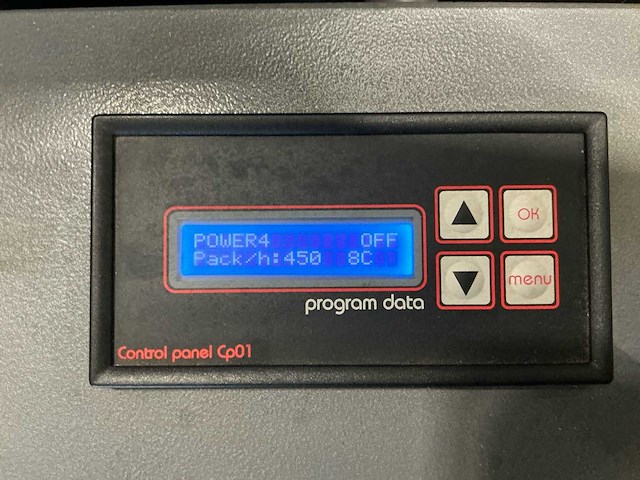 POWER4 OFF
Pack/h:450 8C
program data
▲ OK
▼ menu
Control panel Cp01